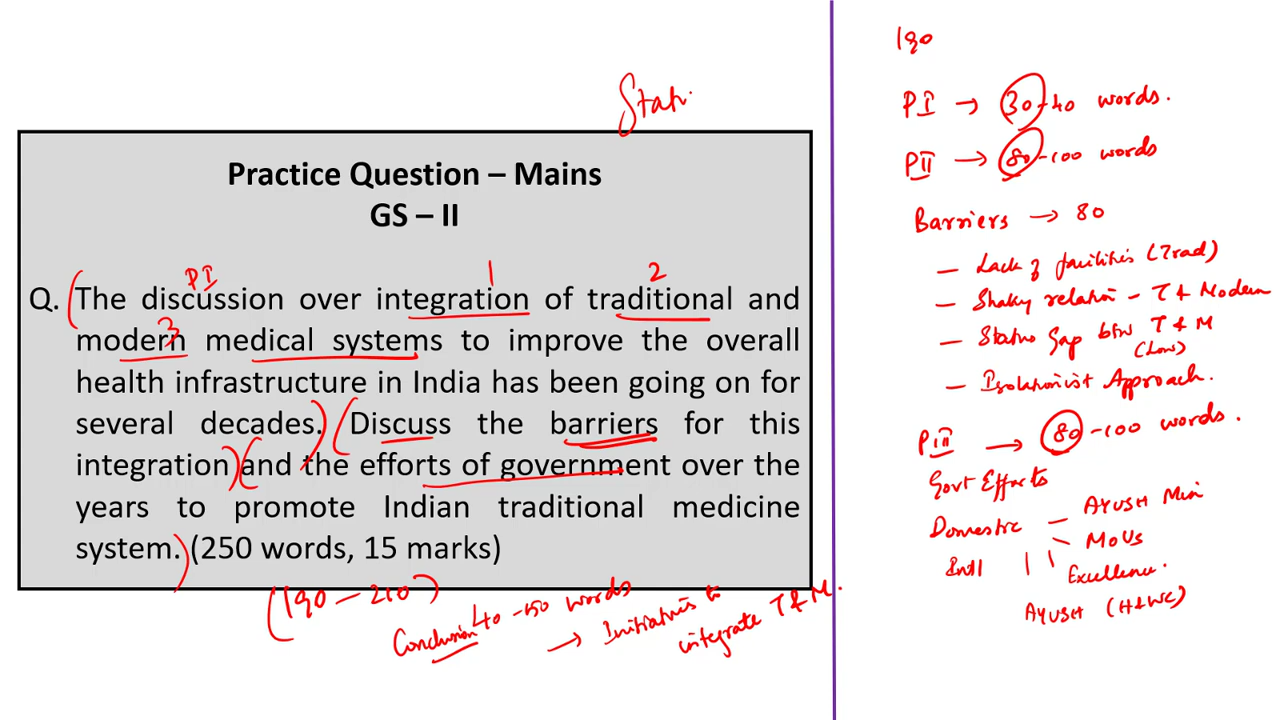 Stati
Practice Question – Mains
GS – II
PI 1 2
Q. The discussion over integration of traditional and
3
modern medical systems to improve the overall
health infrastructure in India has been going on for
several decades. Discuss the barriers for this
integration and the efforts of government over the
years to promote Indian traditional medicine
system. (250 words, 15 marks)
(190 – 210)
Conclusion 40 - words
→ Initiatives to
integrate T & M.
190
PI → 30-40 words.
PII → 80-100 words
Barriers → 80
– Lack of facilities (Trad)
– Shaky relation – T & Modern
– Status Gap btw T & M
(Low)
– Isolationist Approach.
PIII → 80-100 words.
Govt Efforts
Domestic – AYUSH Min
MoUs
Intl Excellence.
AYUSH (H&WC)